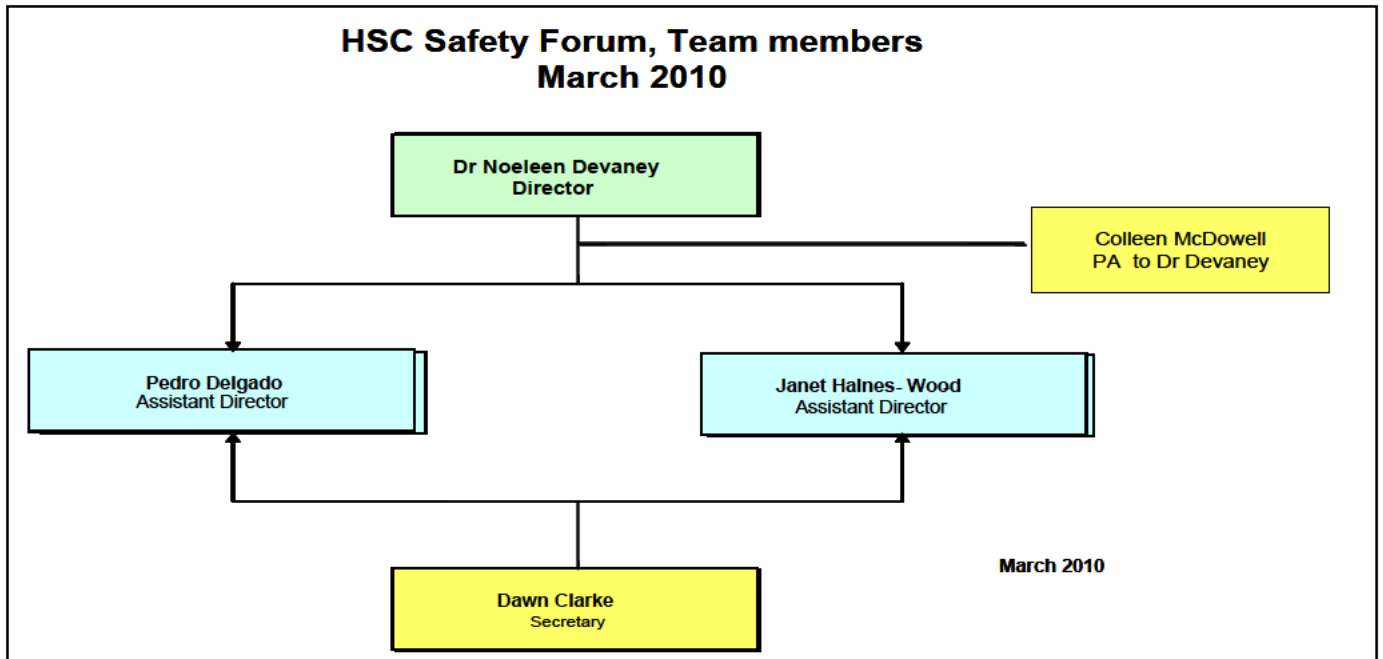 HSC Safety Forum, Team members
March 2010
Dr Noeleen Devaney
Director
Colleen McDowell
PA to Dr Devaney
Pedro Delgado
Assistant Director
Janet Halnes- Wood
Assistant Director
March 2010
Dawn Clarke
Secretary